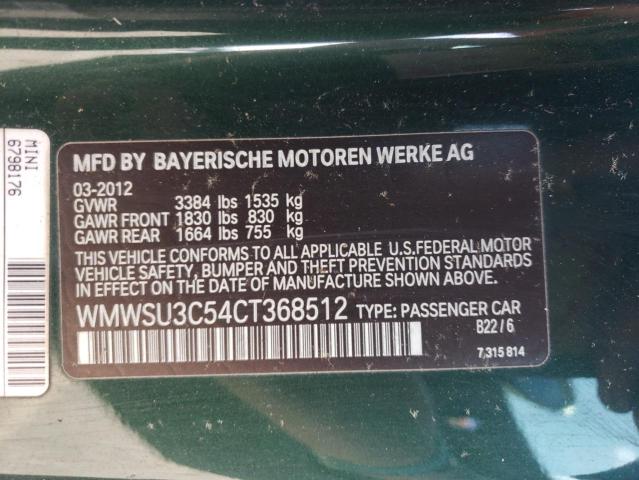 MFD BY BAYERISCHE MOTOREN WERKE AG
03-2012
GVWR 3384 lbs 1535 kg
GAWR FRONT 1830 lbs 830 kg
GAWR REAR 1664 lbs 755 kg
THIS VEHICLE CONFORMS TO ALL APPLICABLE U.S.FEDERAL MOTOR
VEHICLE SAFETY, BUMPER AND THEFT PREVENTION STANDARDS
IN EFFECT ON THE DATE OF MANUFACTURE SHOWN ABOVE.
WMWSU3C54CT368512 TYPE: PASSENGER CAR
B22/6
7315814
MINI
6798176